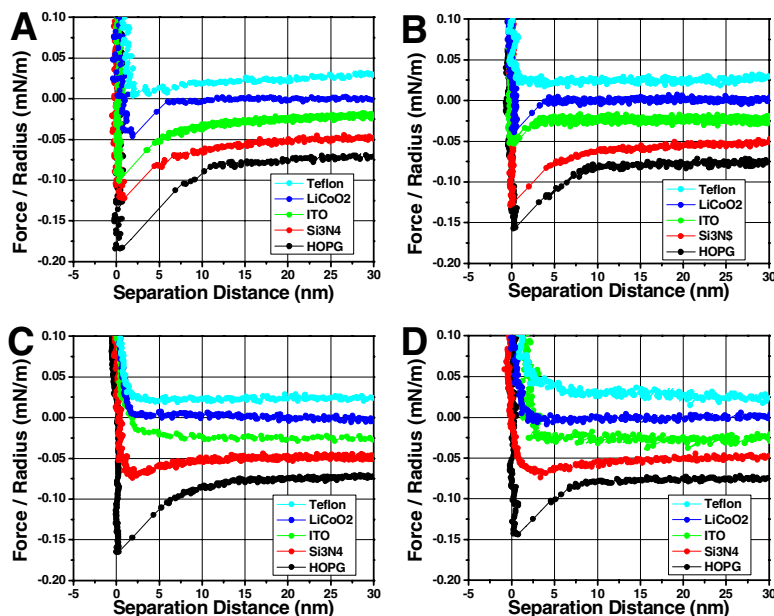 A
Force / Radius (mN/m)
0.10
0.05
0.00
-0.05
-0.10
-0.15
-0.20
Teflon
LiCoO2
ITO
Si3N4
HOPG
-5 0 5 10 15 20 25 30
Separation Distance (nm)
B
Force / Radius (mN/m)
0.10
0.05
0.00
-0.05
-0.10
-0.15
-0.20
Teflon
LiCoO2
ITO
Si3N$
HOPG
-5 0 5 10 15 20 25 30
Separation Distance (nm)
C
Force / Radius (mN/m)
0.10
0.05
0.00
-0.05
-0.10
-0.15
-0.20
Teflon
LiCoO2
ITO
Si3N4
HOPG
-5 0 5 10 15 20 25 30
Separation Distance (nm)
D
Force / Radius (mN/m)
0.10
0.05
0.00
-0.05
-0.10
-0.15
-0.20
Teflon
LiCoO2
ITO
Si3N4
HOPG
-5 0 5 10 15 20 25 30
Separation Distance (nm)